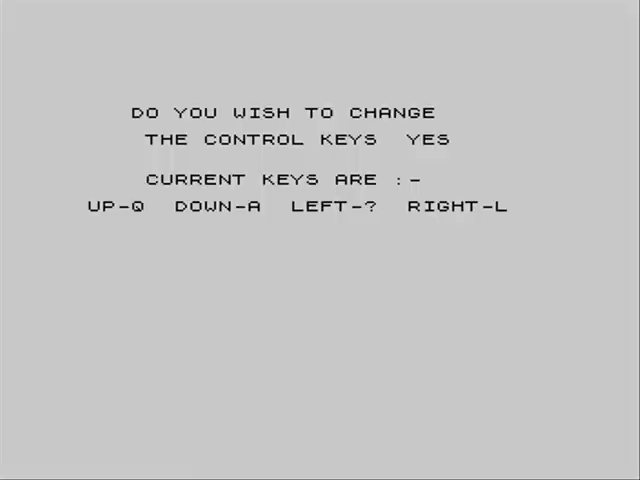 DO YOU WISH TO CHANGE
THE CONTROL KEYS YES
CURRENT KEYS ARE :-
UP-Q DOWN-A LEFT-? RIGHT-L